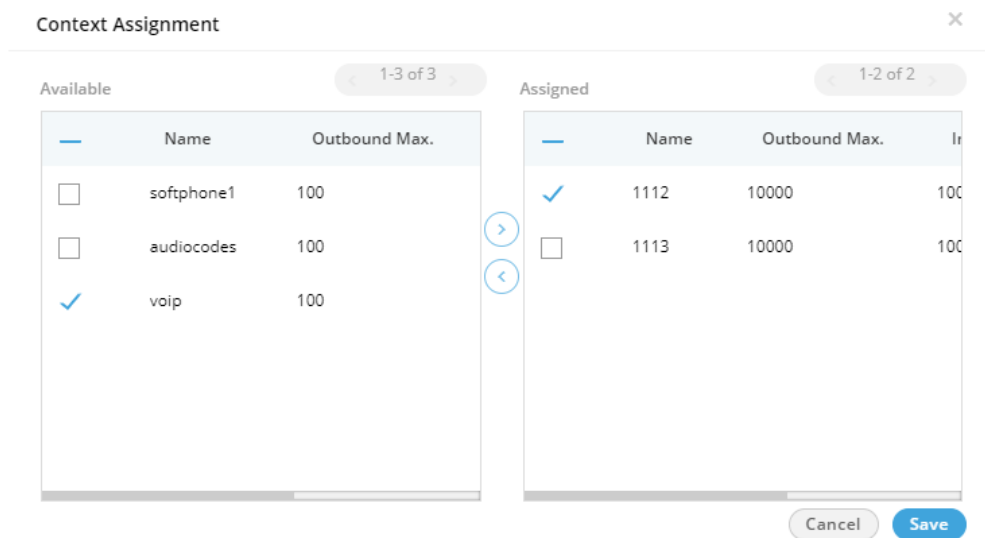 Context Assignment
Available
1-3 of 3
Name Outbound Max.
softphone1 100
audiocodes 100
voip 100
Assigned
1-2 of 2
Name Outbound Max.
1112 10000
1113 10000
Cancel Save